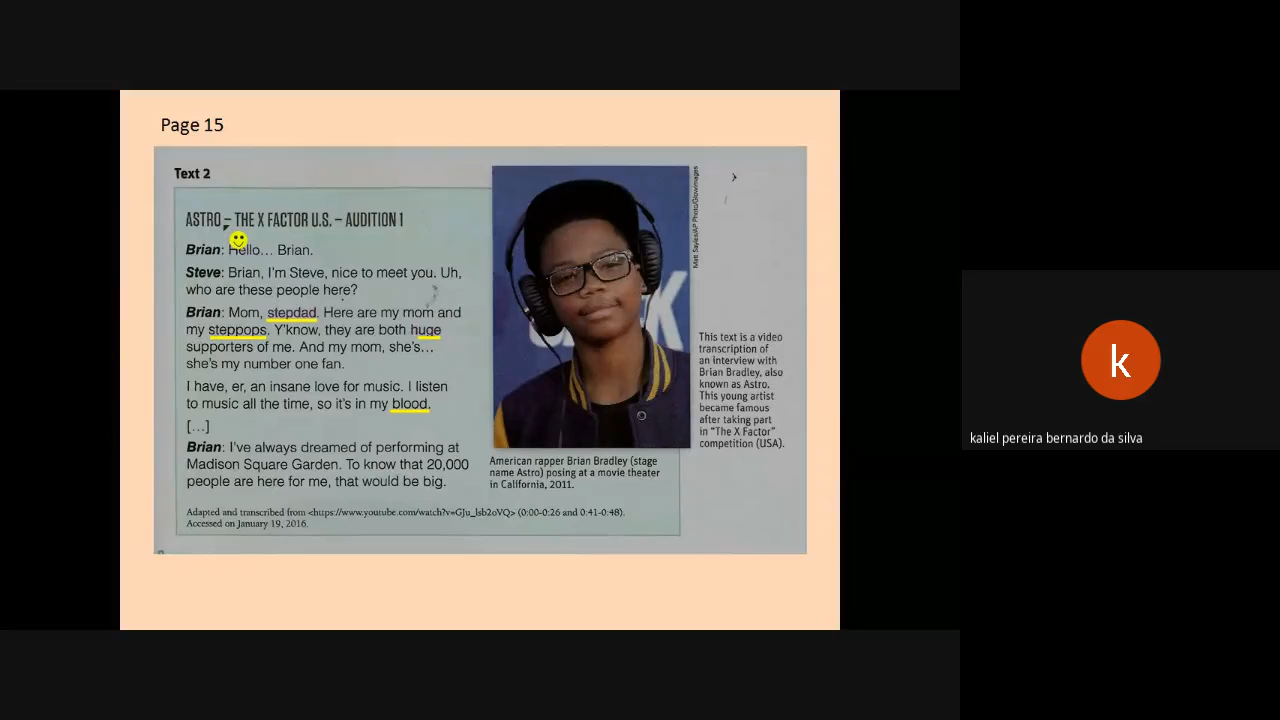 Page 15
Text 2
ASTRO – THE X FACTOR U.S. – AUDITION 1
Brian: Hello... Brian.
Steve: Brian, I'm Steve, nice to meet you. Uh,
who are these people here?
Brian: Mom, stepdad. Here are my mom and
my steppops. Y'know, they are both huge
supporters of me. And my mom, she's...
she's my number one fan.
I have, er, an insane love for music. I listen
to music all the time, so it's in my blood.
[...]
Brian: I've always dreamed of performing at
Madison Square Garden. To know that 20,000
people are here for me, that would be big.
Adapted and transcribed from <https://www.youtube.com/watch?v=GJu_lsb2oVQ> (0:00-0:26 and 0:41-0:48).
Accessed on January 19, 2016.
Matt Sayles/AP Photo/Glowimages
American rapper Brian Bradley (stage
name Astro) posing at a movie theater
in California, 2011.
This text is a video
transcription of
an interview with
Brian Bradley, also
known as Astro.
This young artist
became famous
after taking part
in "The X Factor"
competition (USA).
k
kaliel pereira bernardo da silva